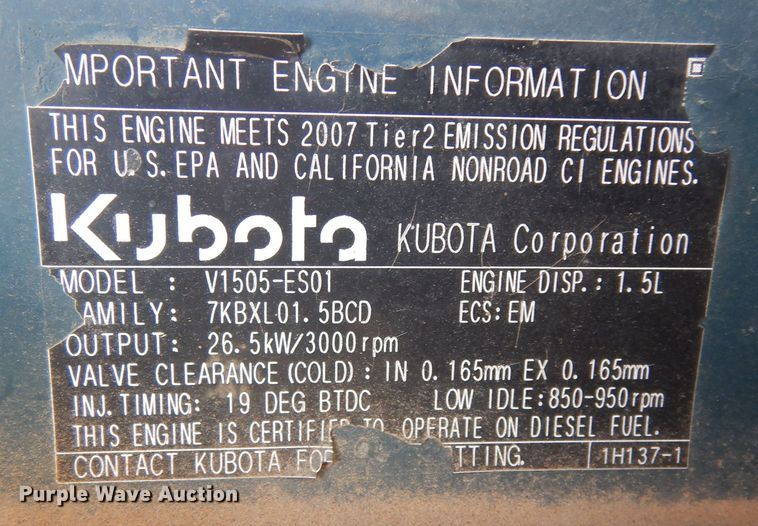 MPORTANT ENGINE INFORMATION
THIS ENGINE MEETS 2007 Tier2 EMISSION REGULATIONS
FOR U.S.EPA AND CALIFORNIA NONROAD CI ENGINES.
Kubota KUBOTA Corporation
MODEL : V1505-ES01 ENGINE DISP.: 1.5L
AMILY: 7KBXL01.5BCD ECS:EM
OUTPUT: 26.5kW/3000rpm
VALVE CLEARANCE(COLD): IN 0.165mm EX 0.165mm
INJ.TIMING: 19 DEG BTDC LOW IDLE:850-950rpm
THIS ENGINE IS CERTIFIED TO OPERATE ON DIESEL FUEL.
CONTACT KUBOTA FO TTING. 1H137-1
Purple Wave Auction